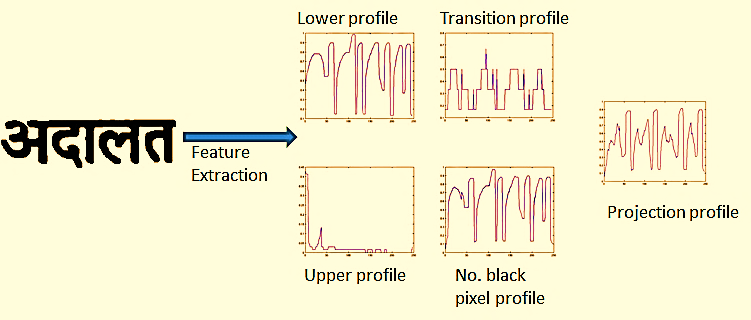 Lower profile
Transition profile
अदालत
Feature
Extraction
Projection profile
Upper profile
No. black
pixel profile